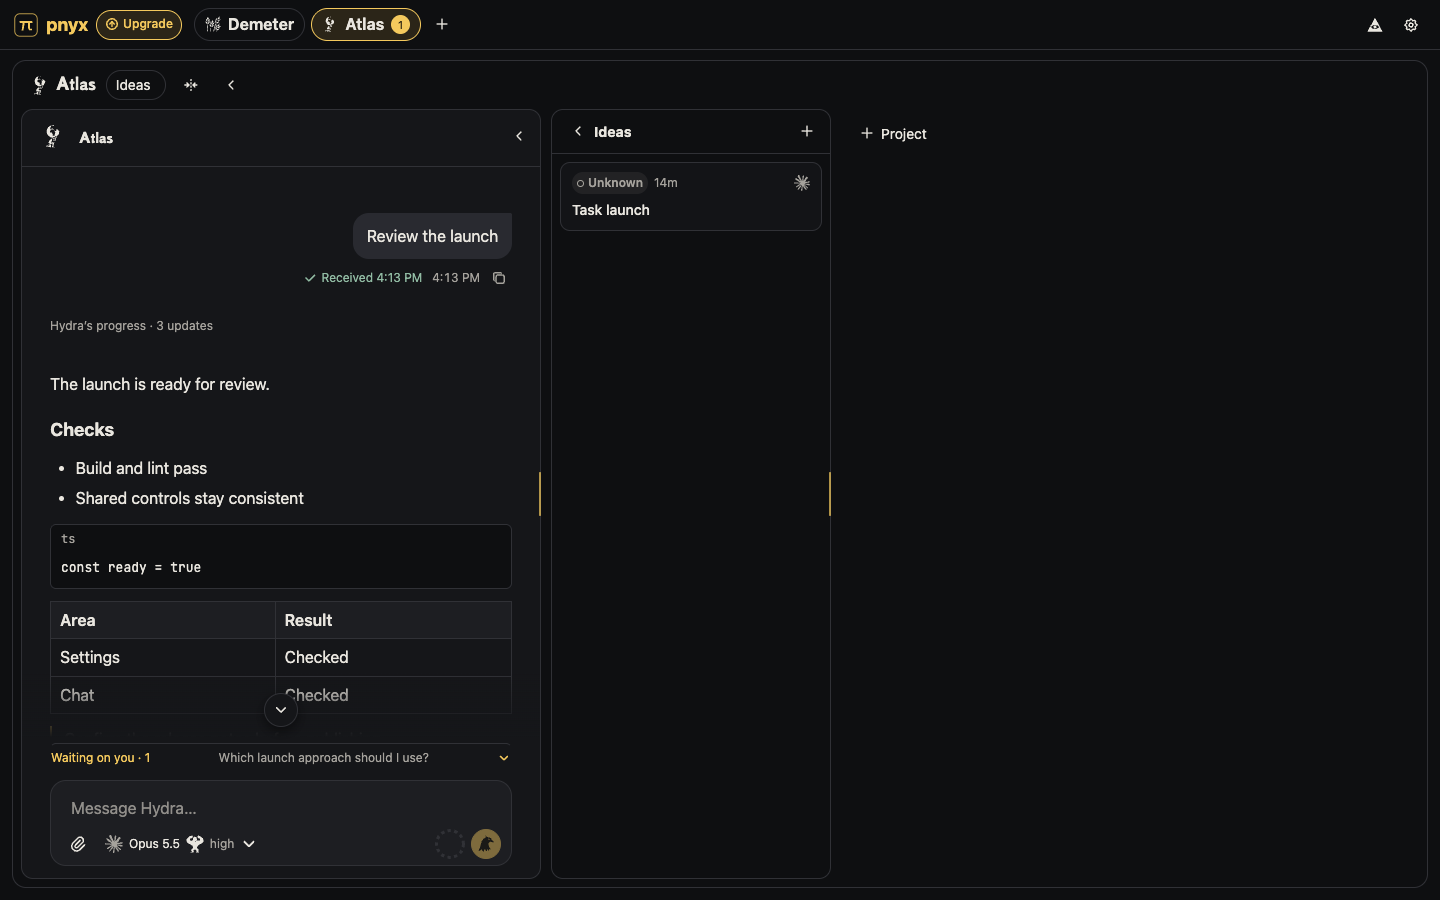 π pnyx Upgrade Demeter Atlas 1
Atlas Ideas
Atlas
Review the launch
Received 4:13 PM 4:13 PM
Hydra's progress · 3 updates
The launch is ready for review.
Checks
• Build and lint pass
• Shared controls stay consistent
ts
const ready = true
Area Result
Settings Checked
Chat Checked
Waiting on you · 1 Which launch approach should I use?
Message Hydra...
Opus 5.5 high
Ideas
Unknown 14m
Task launch
Project